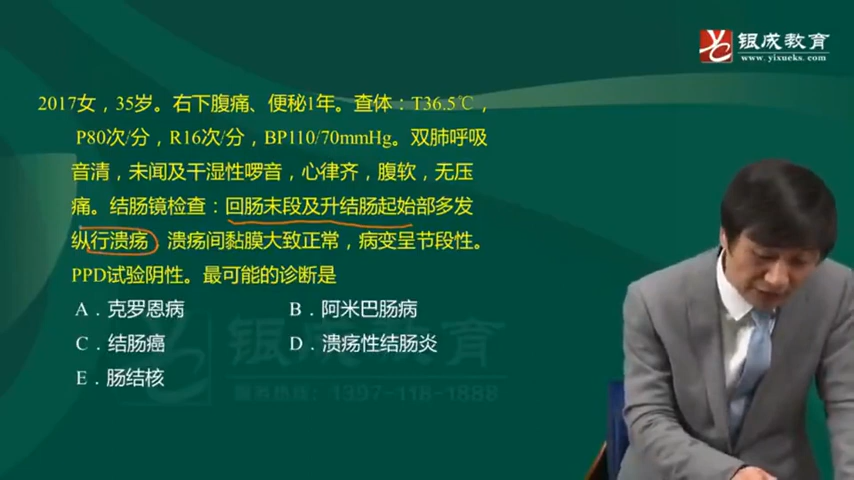 银成教育
www.yixueks.com
2017女，35岁。右下腹痛、便秘1年。查体：T36.5℃，
P80次/分，R16次/分，BP110/70mmHg。双肺呼吸
音清，未闻及干湿性啰音，心律齐，腹软，无压
痛。结肠镜检查：回肠末段及升结肠起始部多发
纵行溃疡，溃疡间黏膜大致正常，病变呈节段性。
PPD试验阴性。最可能的诊断是
A．克罗恩病 B．阿米巴肠病
C．结肠癌 D．溃疡性结肠炎
E．肠结核
银成教育
服务热线：1397-118-1888